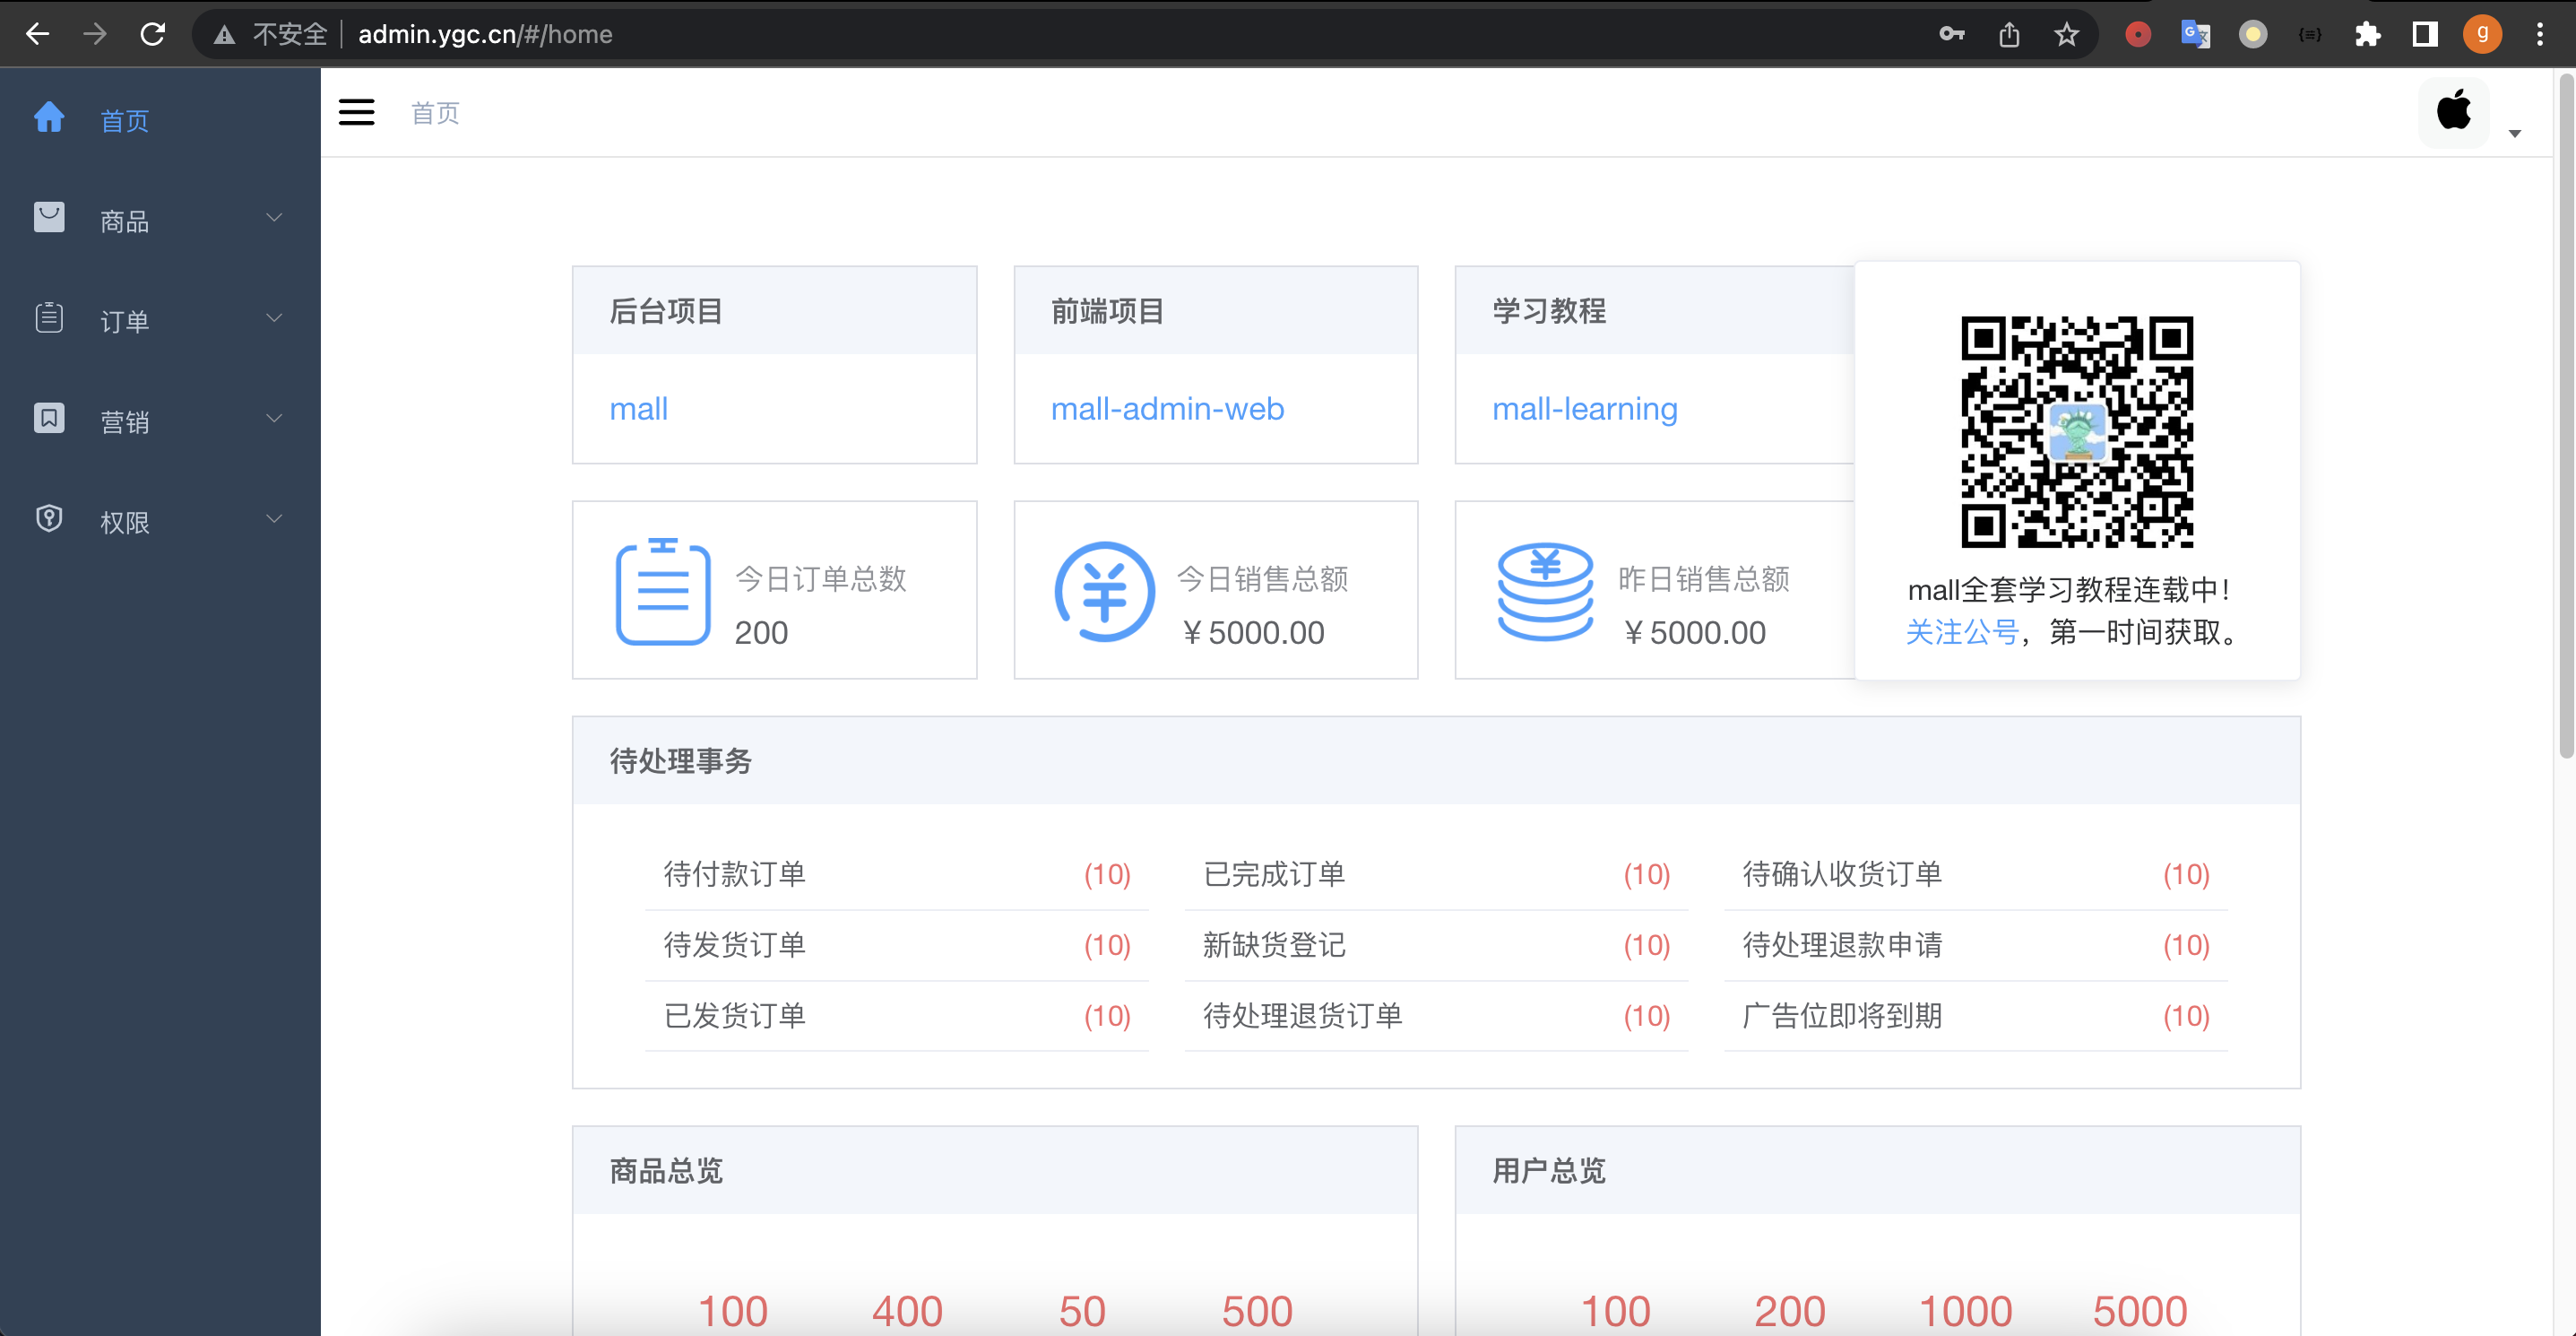 不安全 admin.ygc.cn/#/home
g
首页
商品
订单
营销
权限
首页
后台项目
mall
前端项目
mall-admin-web
学习教程
mall-learning
今日订单总数
200
今日销售总额
￥5000.00
昨日销售总额
￥5000.00
mall全套学习教程连载中！
关注公号，第一时间获取。
待处理事务
待付款订单 (10) 已完成订单 (10) 待确认收货订单 (10)
待发货订单 (10) 新缺货登记 (10) 待处理退款申请 (10)
已发货订单 (10) 待处理退货订单 (10) 广告位即将到期 (10)
商品总览
100 400 50 500
用户总览
100 200 1000 5000